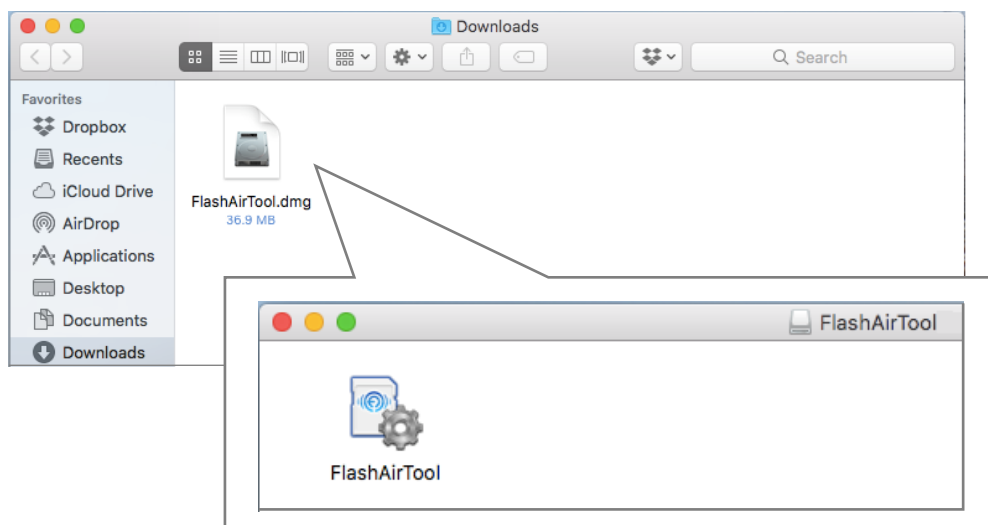 Downloads
Search
Favorites
Dropbox
Recents
iCloud Drive
AirDrop
Applications
Desktop
Documents
Downloads
FlashAirTool.dmg
36.9 MB
FlashAirTool
FlashAirTool